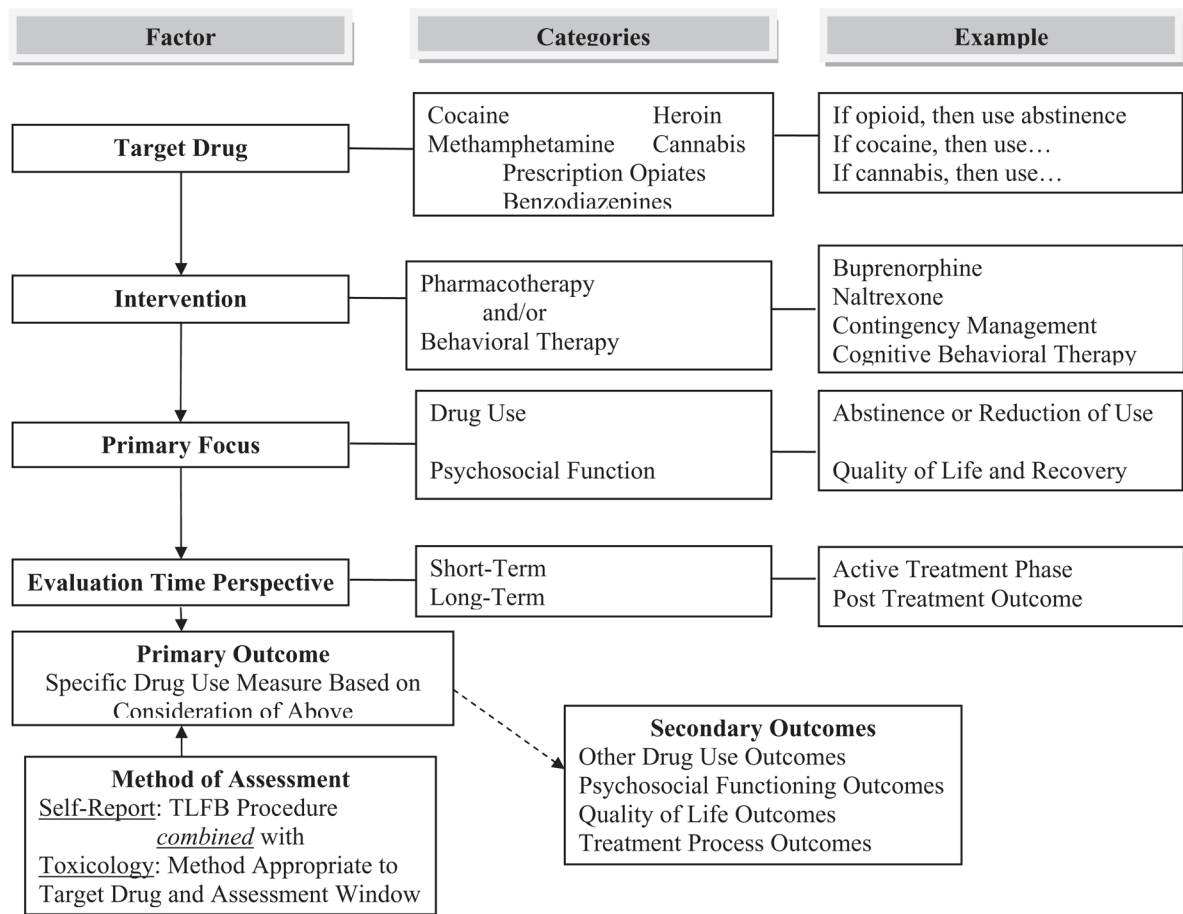 Factor
Categories
Example
Target Drug
Cocaine Heroin
Methamphetamine Cannabis
Prescription Opiates
Benzodiazepines
If opioid, then use abstinence
If cocaine, then use…
If cannabis, then use…
Intervention
Pharmacotherapy
and/or
Behavioral Therapy
Buprenorphine
Naltrexone
Contingency Management
Cognitive Behavioral Therapy
Primary Focus
Drug Use
Psychosocial Function
Abstinence or Reduction of Use
Quality of Life and Recovery
Evaluation Time Perspective
Short-Term
Long-Term
Active Treatment Phase
Post Treatment Outcome
Primary Outcome
Specific Drug Use Measure Based on
Consideration of Above
Secondary Outcomes
Other Drug Use Outcomes
Psychosocial Functioning Outcomes
Quality of Life Outcomes
Treatment Process Outcomes
Method of Assessment
Self-Report: TLFB Procedure
combined with
Toxicology: Method Appropriate to
Target Drug and Assessment Window